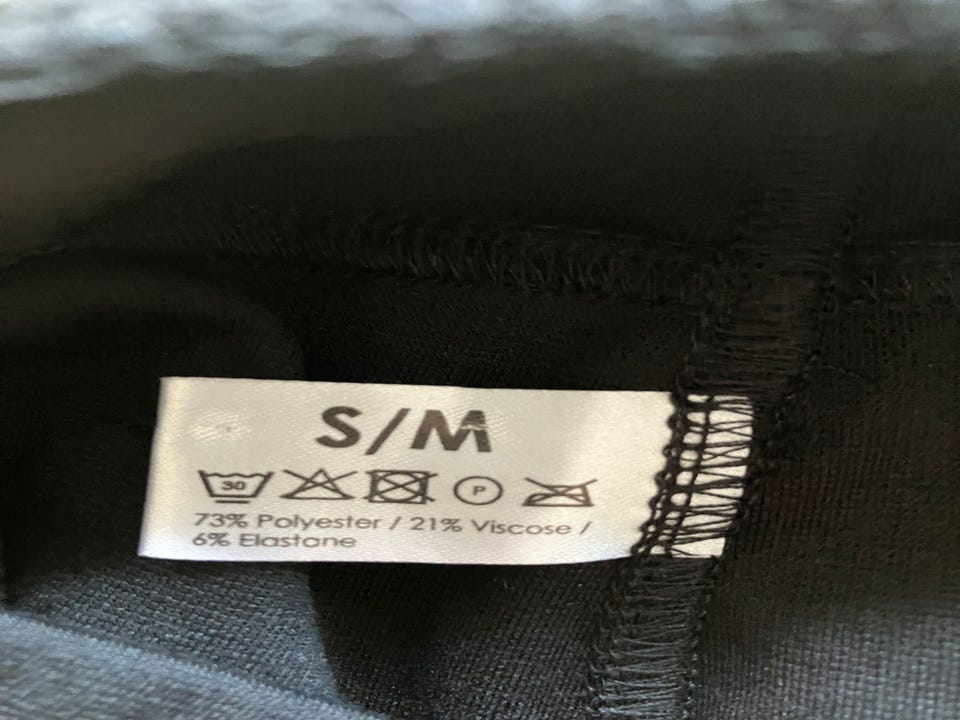 S/M
30 P
73% Polyester / 21% Viscose /
6% Elastane